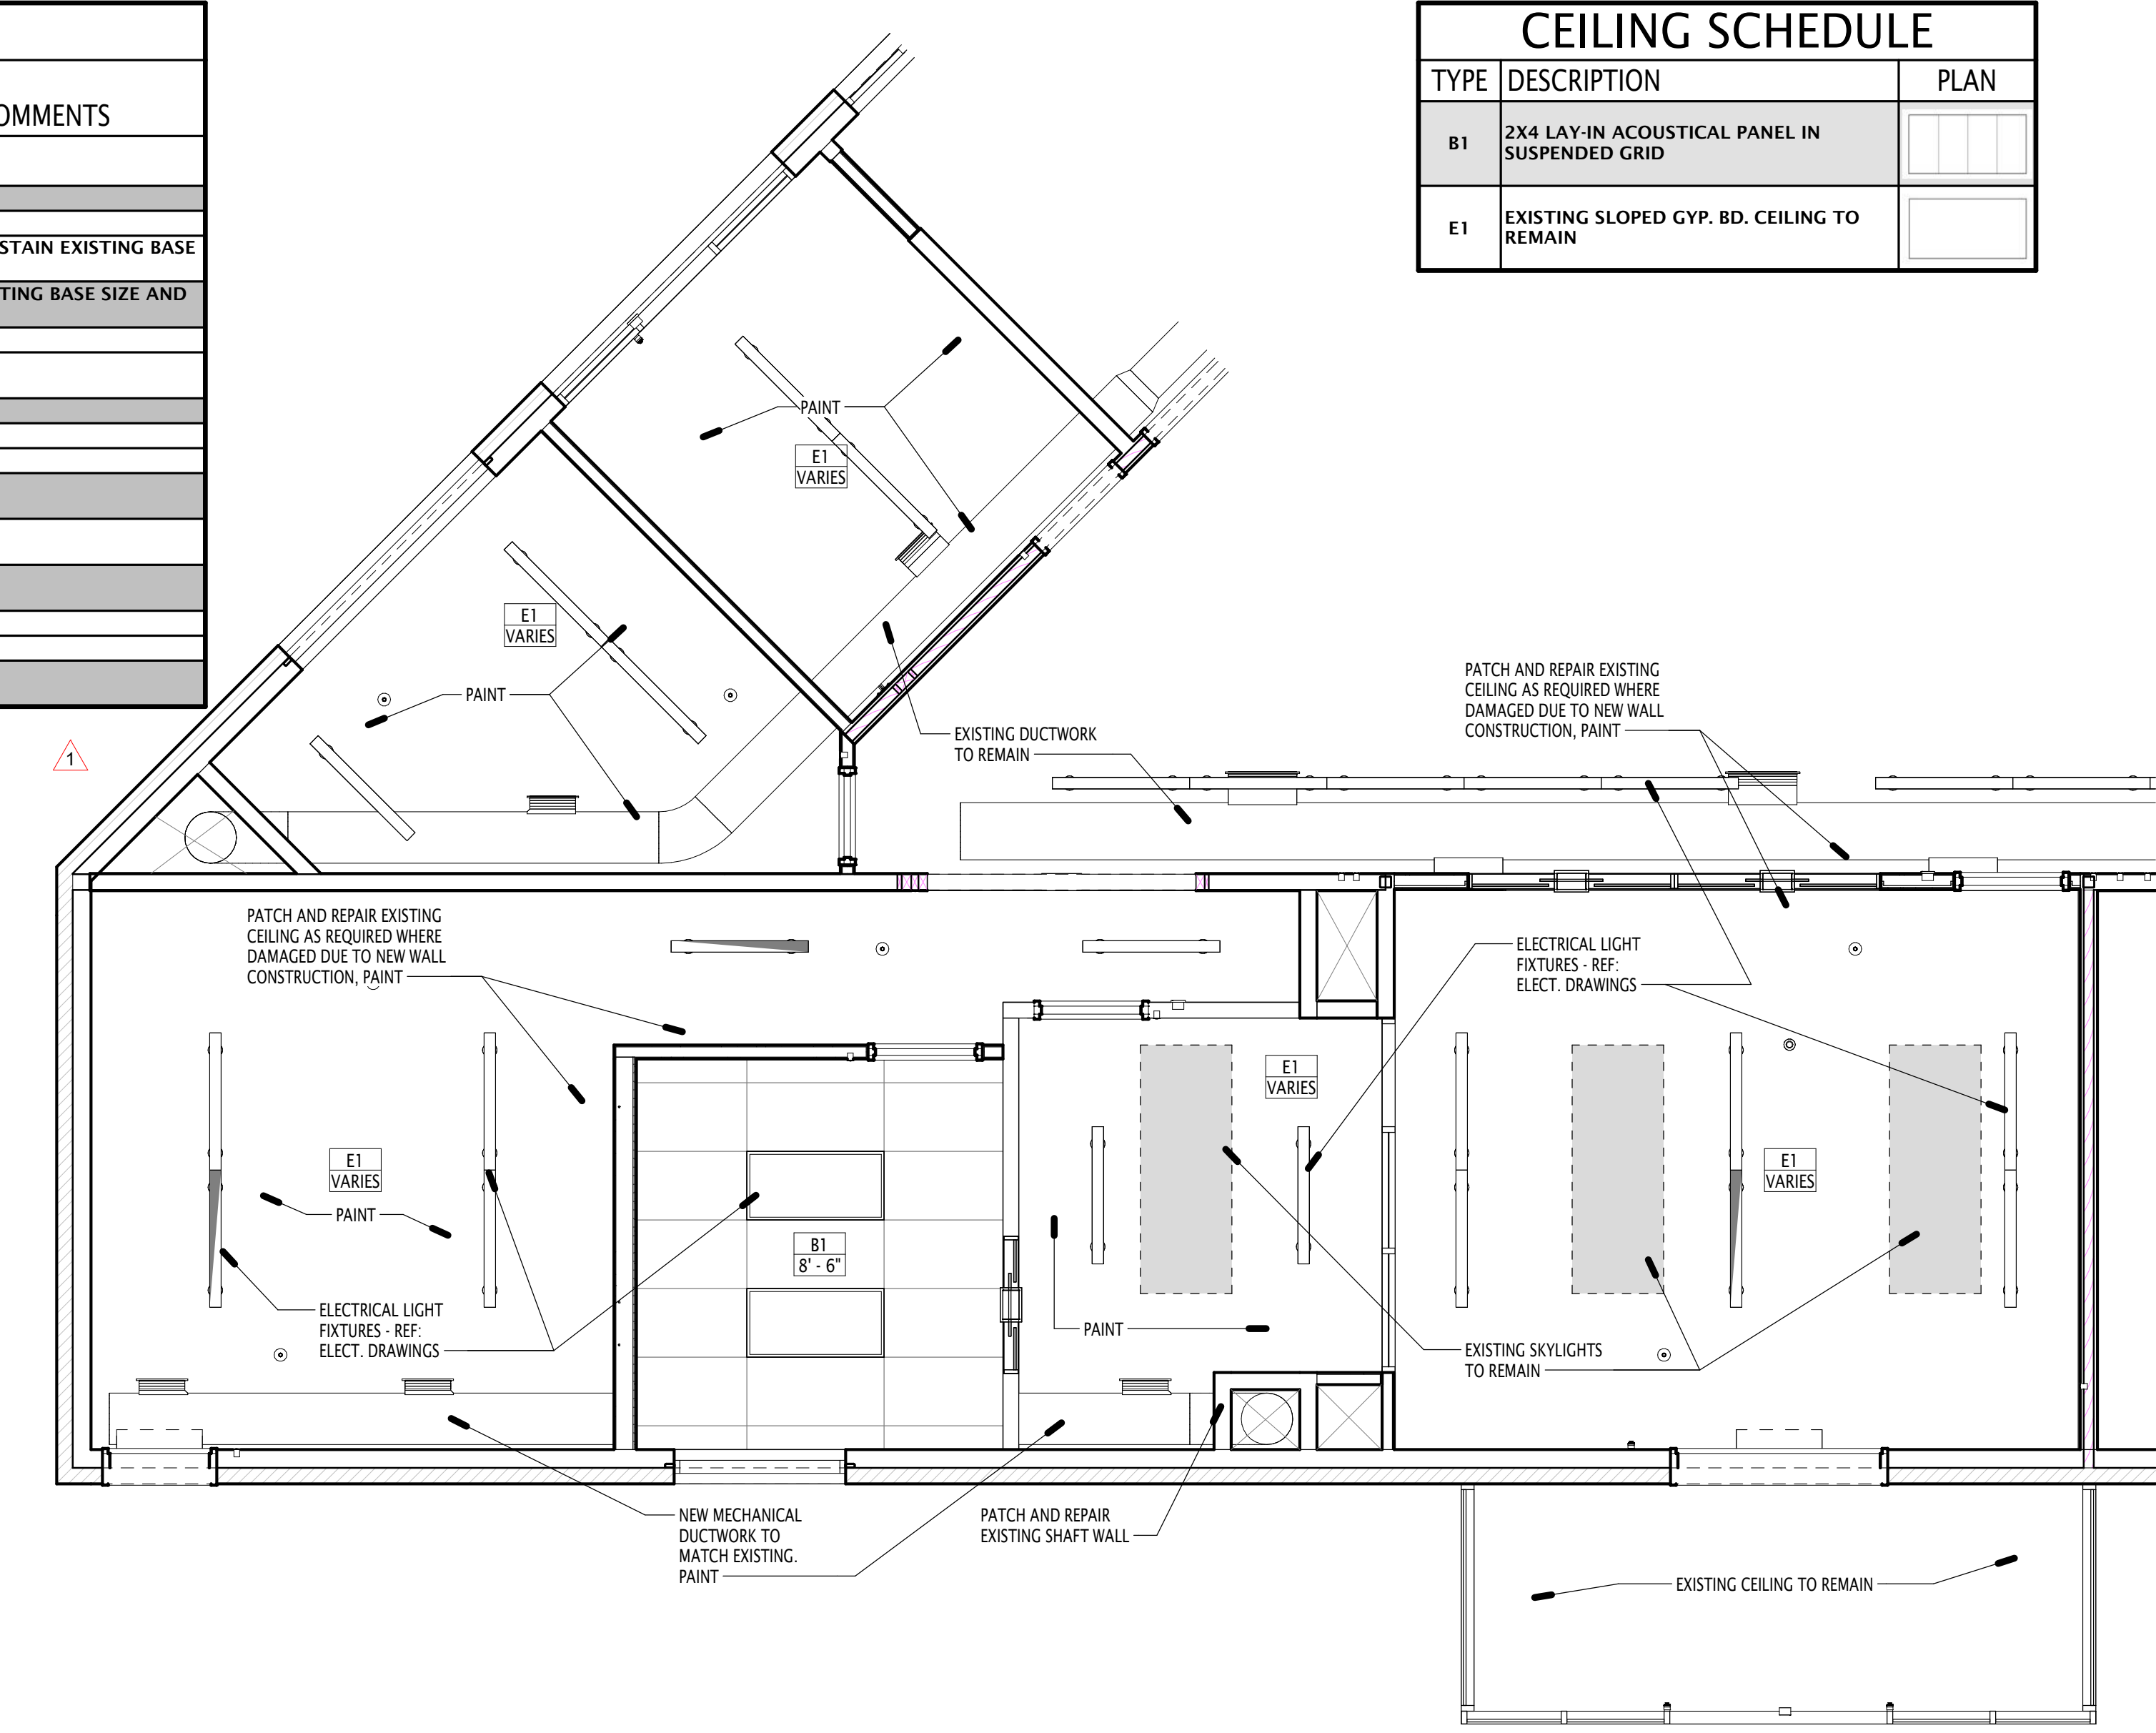 OMMENTS
STAIN EXISTING BASE
TING BASE SIZE AND
1
CEILING SCHEDULE
TYPE DESCRIPTION PLAN
B1 2X4 LAY-IN ACOUSTICAL PANEL IN
SUSPENDED GRID
E1 EXISTING SLOPED GYP. BD. CEILING TO
REMAIN
PAINT
E1
VARIES
E1
VARIES
PAINT
EXISTING DUCTWORK
TO REMAIN
PATCH AND REPAIR EXISTING
CEILING AS REQUIRED WHERE
DAMAGED DUE TO NEW WALL
CONSTRUCTION, PAINT
PATCH AND REPAIR EXISTING
CEILING AS REQUIRED WHERE
DAMAGED DUE TO NEW WALL
CONSTRUCTION, PAINT
ELECTRICAL LIGHT
FIXTURES - REF:
ELECT. DRAWINGS
E1
VARIES
E1
VARIES
PAINT
E1
VARIES
B1
8' - 6"
ELECTRICAL LIGHT
FIXTURES - REF:
ELECT. DRAWINGS
PAINT
EXISTING SKYLIGHTS
TO REMAIN
NEW MECHANICAL
DUCTWORK TO
MATCH EXISTING.
PAINT
PATCH AND REPAIR
EXISTING SHAFT WALL
EXISTING CEILING TO REMAIN